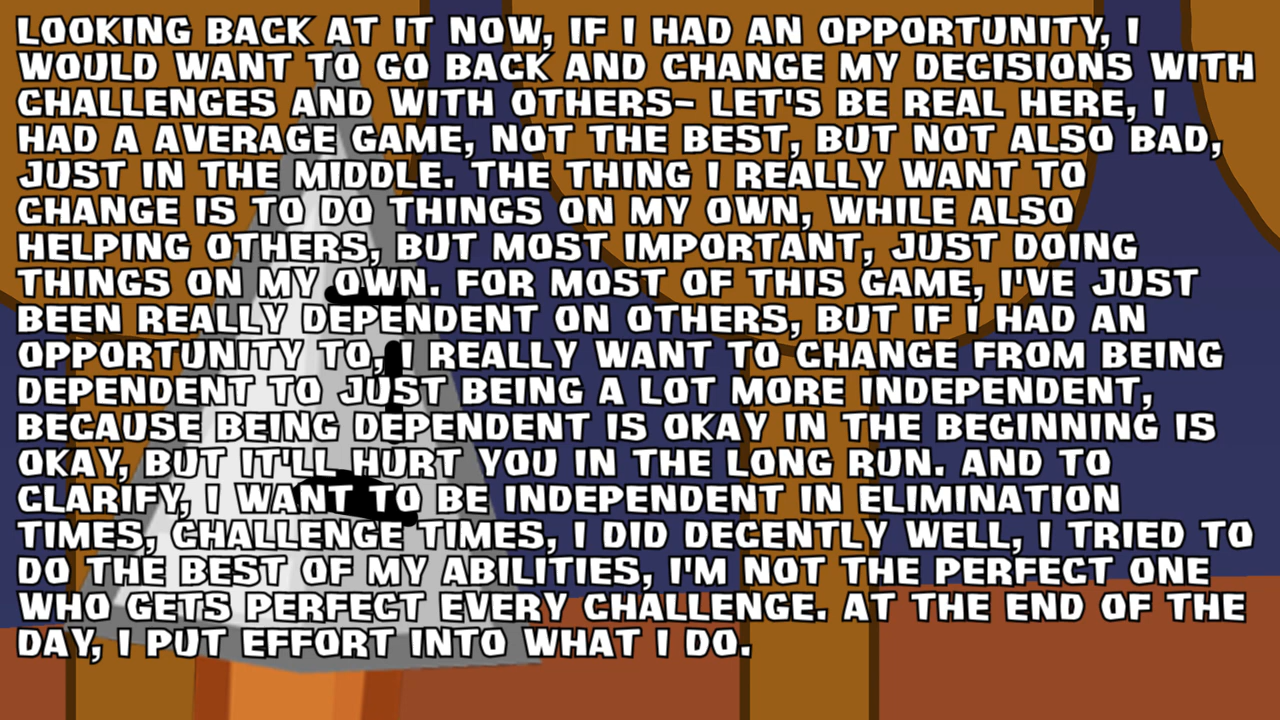 LOOKING BACK AT IT NOW, IF I HAD AN OPPORTUNITY, I
WOULD WANT TO GO BACK AND CHANGE MY DECISIONS WITH
CHALLENGES AND WITH OTHERS- LET'S BE REAL HERE, I
HAD A AVERAGE GAME, NOT THE BEST, BUT NOT ALSO BAD,
JUST IN THE MIDDLE. THE THING I REALLY WANT TO
CHANGE IS TO DO THINGS ON MY OWN, WHILE ALSO
HELPING OTHERS, BUT MOST IMPORTANT, JUST DOING
THINGS ON MY OWN. FOR MOST OF THIS GAME, I'VE JUST
BEEN REALLY DEPENDENT ON OTHERS, BUT IF I HAD AN
OPPORTUNITY TO, I REALLY WANT TO CHANGE FROM BEING
DEPENDENT TO JUST BEING A LOT MORE INDEPENDENT,
BECAUSE BEING DEPENDENT IS OKAY IN THE BEGINNING IS
OKAY, BUT IT'LL HURT YOU IN THE LONG RUN. AND TO
CLARIFY, I WANT TO BE INDEPENDENT IN ELIMINATION
TIMES, CHALLENGE TIMES, I DID DECENTLY WELL, I TRIED TO
DO THE BEST OF MY ABILITIES, I'M NOT THE PERFECT ONE
WHO GETS PERFECT EVERY CHALLENGE. AT THE END OF THE
DAY, I PUT EFFORT INTO WHAT I DO.